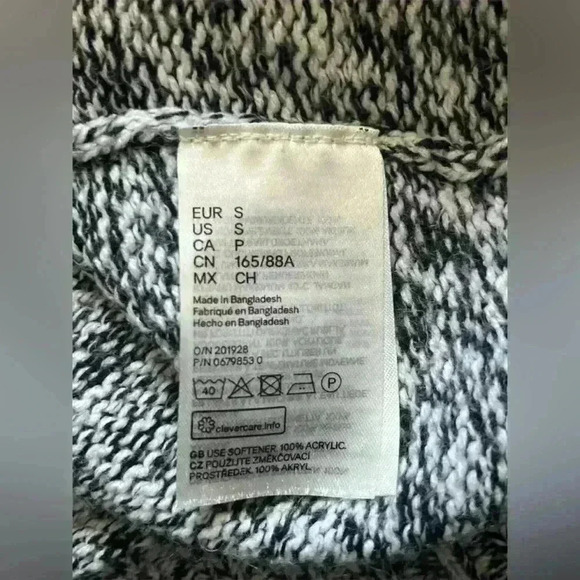 EUR S
US S
CA P
CN 165/88A
MX CH
Made in Bangladesh
Fabriqué en Bangladesh
Hecho en Bangladesh
O/N 201928
P/N 0679853 0
40 P
clevercare.info
GB USE SOFTENER. 100% ACRYLIC.
CZ POUŽIJTE ZMĚKČOVACÍ
PROSTŘEDEK. 100% AKRYL.